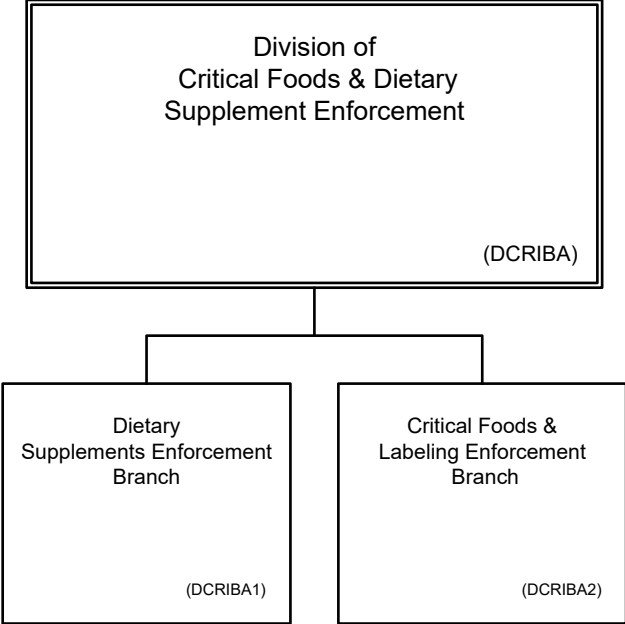 Division of
Critical Foods & Dietary
Supplement Enforcement
(DCRIBA)
Dietary
Supplements Enforcement
Branch
(DCRIBA1)
Critical Foods &
Labeling Enforcement
Branch
(DCRIBA2)